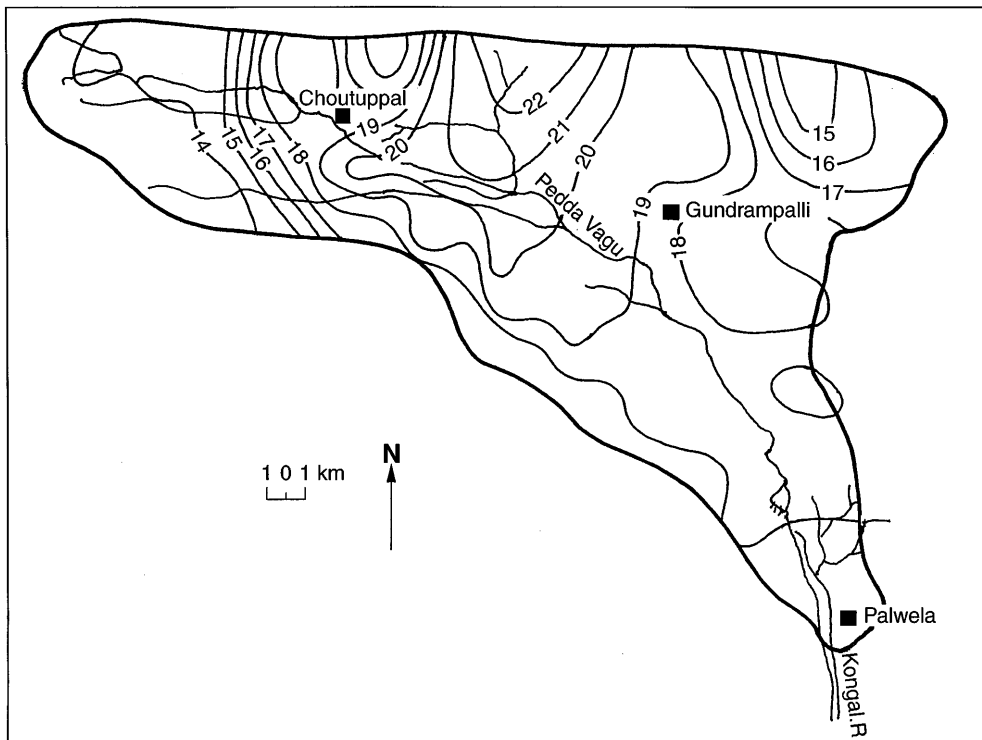 Choutuppal
22
15
19
21
14
15
17
16
18
20
20
16
17
Pedda Vagu
19
Gundrampalli
18
1 0 1 km
N
Palwela
Kongal.R